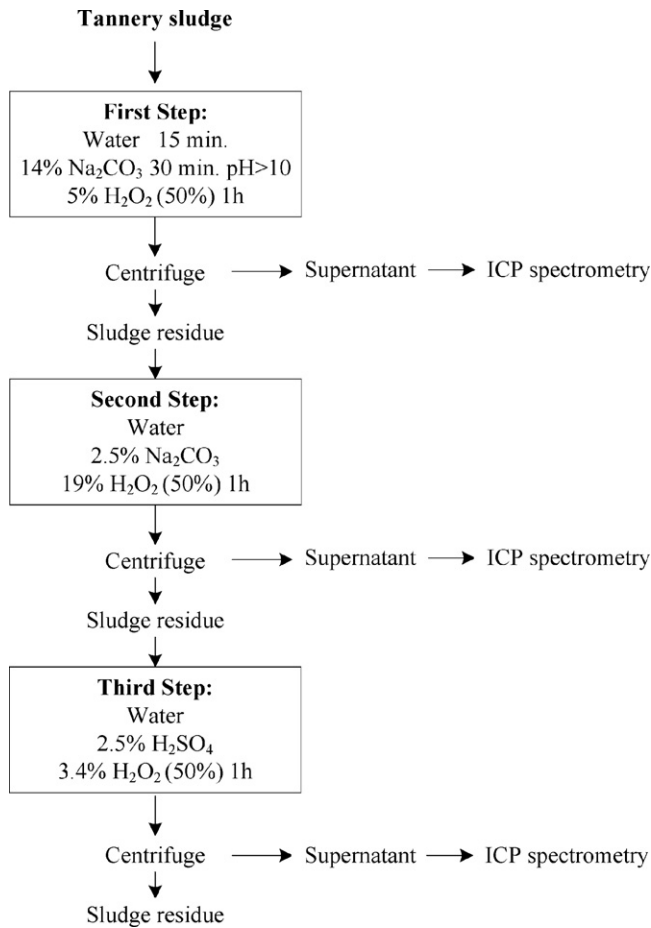 Tannery sludge
First Step:
Water 15 min.
14% Na₂CO₃ 30 min. pH>10
5% H₂O₂ (50%) 1h
Centrifuge
Supernatant
ICP spectrometry
Sludge residue
Second Step:
Water
2.5% Na₂CO₃
19% H₂O₂ (50%) 1h
Centrifuge
Supernatant
ICP spectrometry
Sludge residue
Third Step:
Water
2.5% H₂SO₄
3.4% H₂O₂ (50%) 1h
Centrifuge
Supernatant
ICP spectrometry
Sludge residue